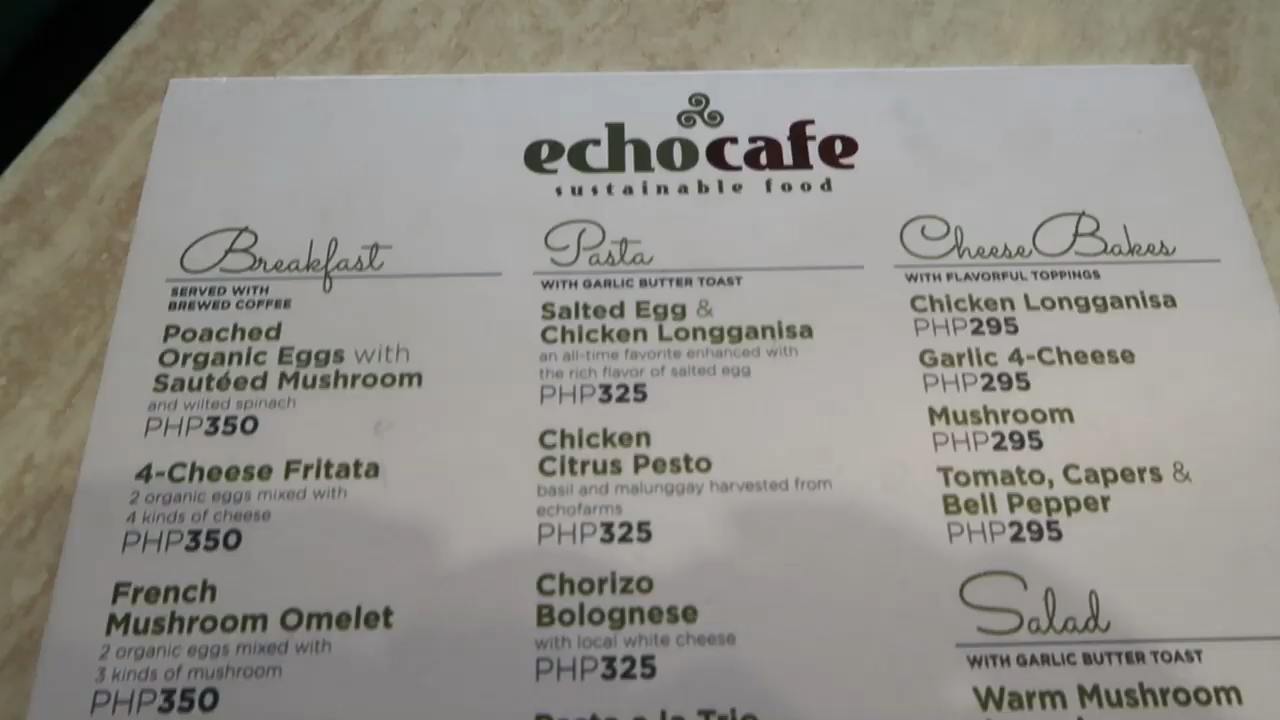 echocafe
sustainable food
Breakfast
SERVED WITH
BREWED COFFEE
Poached
Organic Eggs with
Sautéed Mushroom
and wilted spinach
PHP350
4-Cheese Fritata
2 organic eggs mixed with
4 kinds of cheese
PHP350
French
Mushroom Omelet
2 organic eggs mixed with
3 kinds of mushroom
PHP350
Pasta
WITH GARLIC BUTTER TOAST
Salted Egg &
Chicken Longganisa
an all-time favorite enhanced with
the rich flavor of salted egg
PHP325
Chicken
Citrus Pesto
basil and malunggay harvested from
echofarms
PHP325
Chorizo
Bolognese
with local white cheese
PHP325
Cheese Bakes
WITH FLAVORFUL TOPPINGS
Chicken Longganisa
PHP295
Garlic 4-Cheese
PHP295
Mushroom
PHP295
Tomato, Capers &
Bell Pepper
PHP295
Salad
WITH GARLIC BUTTER TOAST
Warm Mushroom